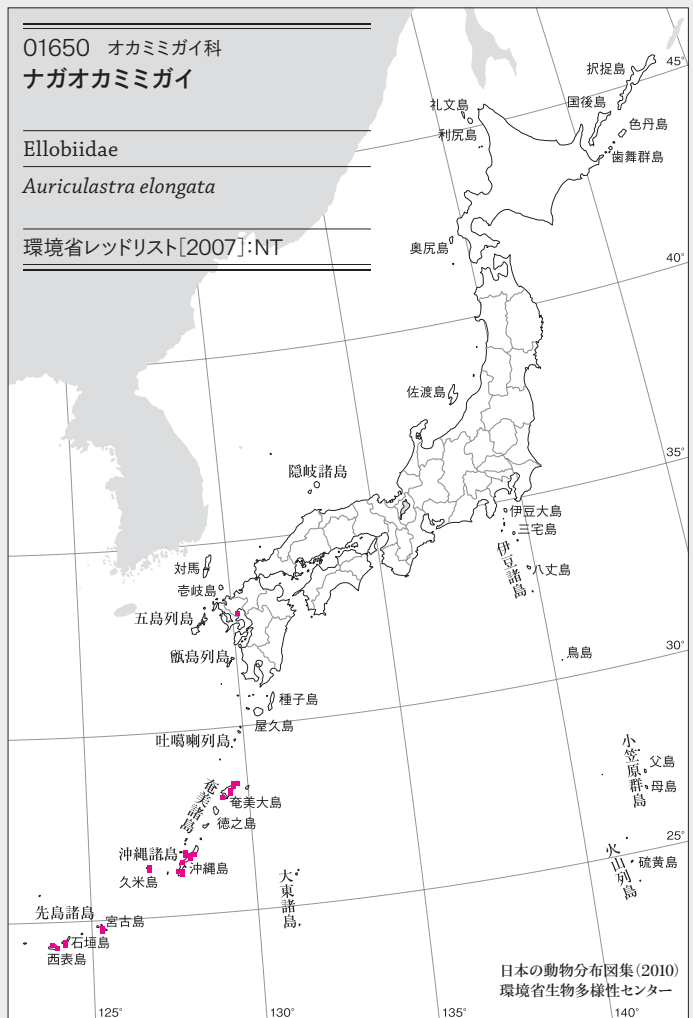 01650 オカミミガイ科
ナガオカミミガイ
Ellobiidae
Auriculastra elongata
環境省レッドリスト[2007]:NT
択捉島
45°
礼文島
国後島
色丹島
利尻島
歯舞群島
奥尻島
40°
佐渡島
35°
隠岐諸島
伊豆大島
三宅島
伊豆諸島
八丈島
対馬
壱岐島
五島列島
甑島列島
鳥島
30°
種子島
屋久島
吐噶喇列島
小笠原群島
父島
母島
奄美諸島
奄美大島
徳之島
25°
沖縄諸島
沖縄島
久米島
大東諸島
火山列島
硫黄島
先島諸島
宮古島
石垣島
西表島
日本の動物分布図集(2010)
環境省生物多様性センター
125°
130°
135°
140°